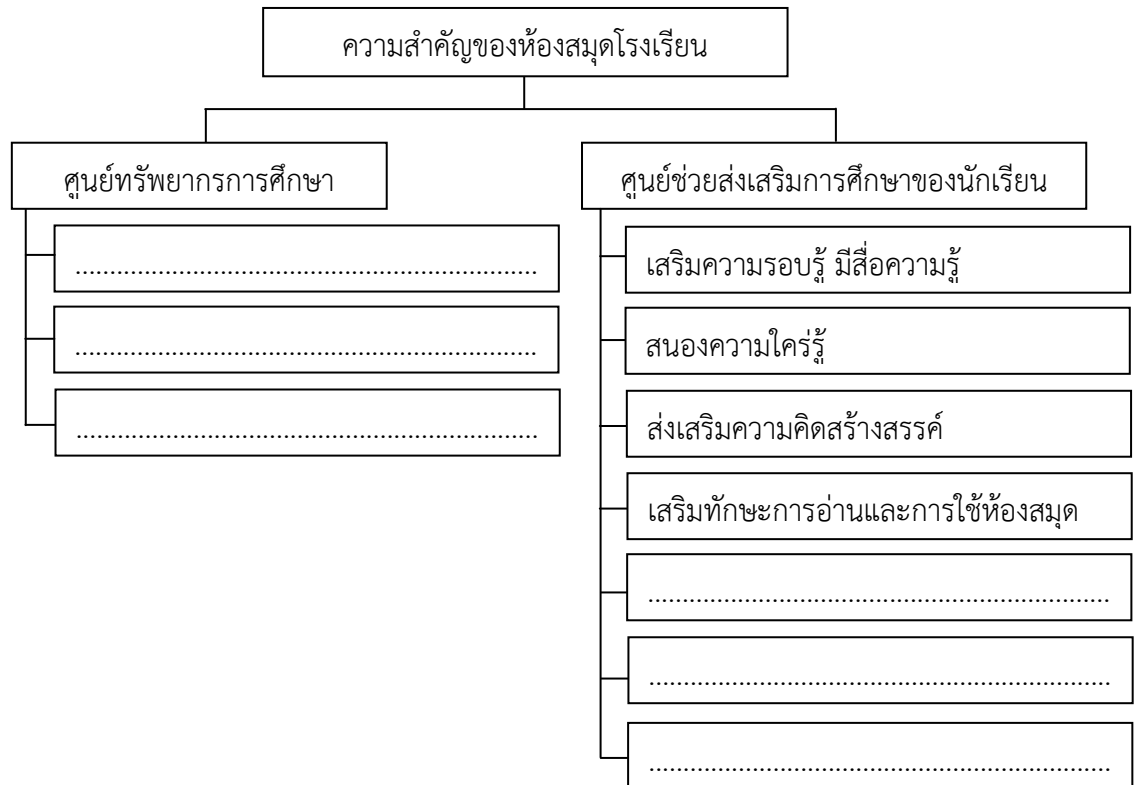 ความสำคัญของห้องสมุดโรงเรียน
ศูนย์ทรัพยากรการศึกษา
...................................................................
...................................................................
...................................................................
ศูนย์ช่วยส่งเสริมการศึกษาของนักเรียน
เสริมความรอบรู้ มีสื่อความรู้
สนองความใคร่รู้
ส่งเสริมความคิดสร้างสรรค์
เสริมทักษะการอ่านและการใช้ห้องสมุด
...................................................................
...................................................................
...................................................................